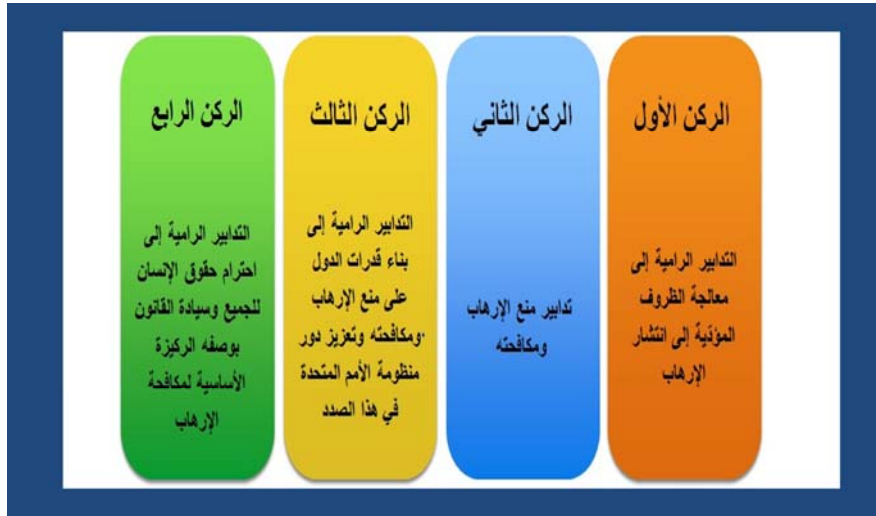 الركن الأول
التدابير الرامية إلى
معالجة الظروف
المؤدية إلى انتشار
الإرهاب
الركن الثاني
تدابير منع الإرهاب
ومكافحته
الركن الثالث
التدابير الرامية إلى
بناء قدرات الدول
على منع الإرهاب
ومكافحته وتعزيز دور
منظومة الأمم المتحدة
في هذا الصدد
الركن الرابع
التدابير الرامية إلى
احترام حقوق الإنسان
للجميع وسيادة القانون
بوصفه الركيزة
الأساسية لمكافحة
الإرهاب